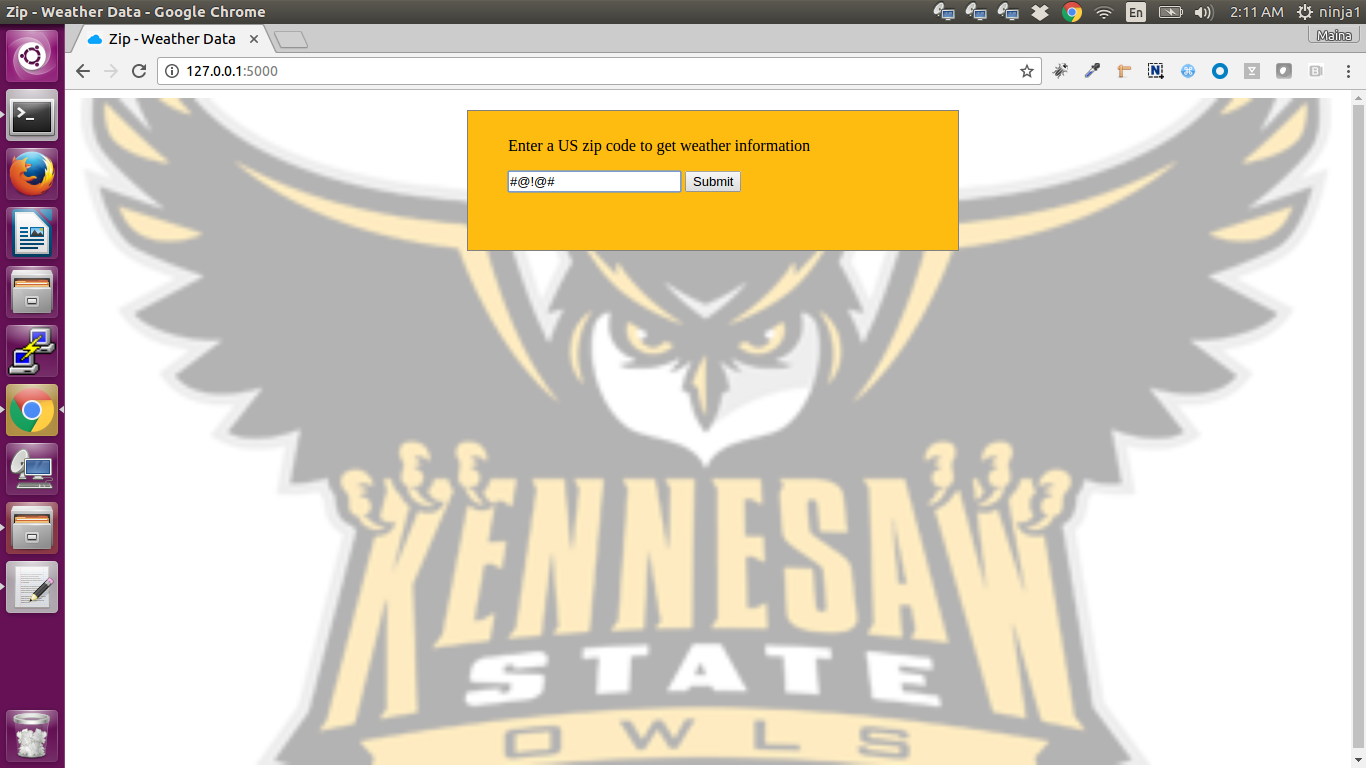 Zip - Weather Data - Google Chrome
En
2:11 AM
ninja1
Zip - Weather Data
Maina
127.0.0.1:5000
Enter a US zip code to get weather information
#@!@#
Submit
KENNESAW
STATE
OWLS